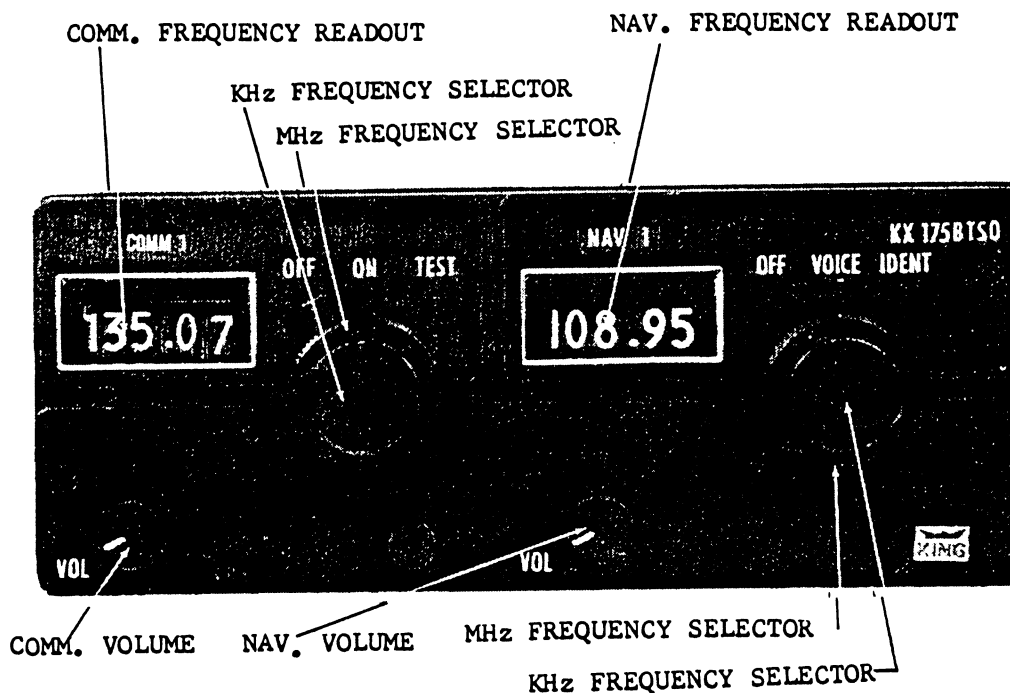 COMM. FREQUENCY READOUT
NAV. FREQUENCY READOUT
KHz FREQUENCY SELECTOR
MHz FREQUENCY SELECTOR
COMM 1
NAV 1
KX 175B TSO
OFF ON TEST
OFF VOICE IDENT
135.07
108.95
VOL
VOL
KING
COMM. VOLUME
NAV. VOLUME
MHz FREQUENCY SELECTOR
KHz FREQUENCY SELECTOR